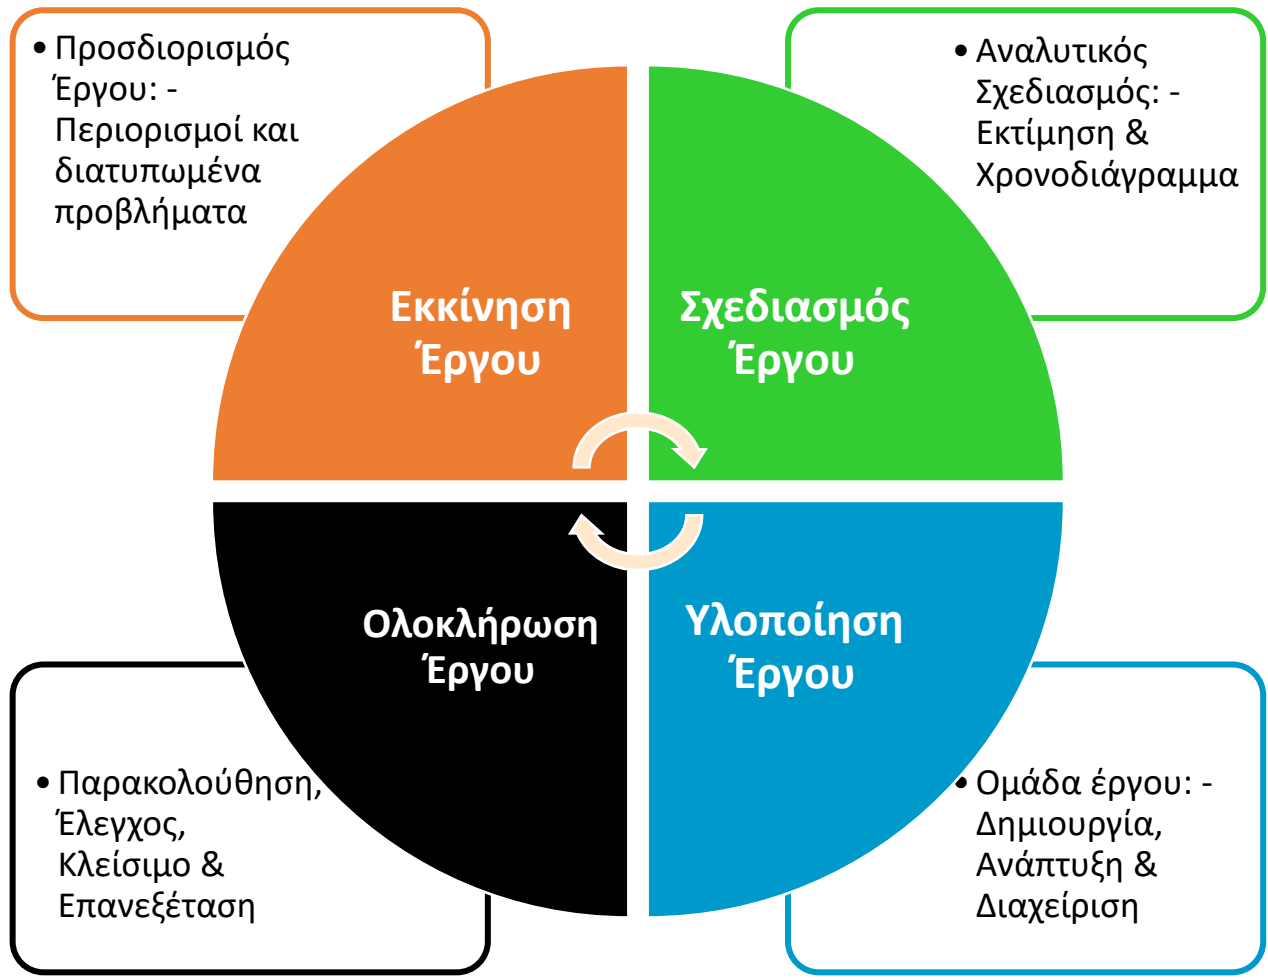 • Προσδιορισμός
Έργου: -
Περιορισμοί και
διατυπωμένα
προβλήματα
• Αναλυτικός
Σχεδιασμός: -
Εκτίμηση &
Χρονοδιάγραμμα
Εκκίνηση
Έργου
Σχεδιασμός
Έργου
Ολοκλήρωση
Έργου
Υλοποίηση
Έργου
• Παρακολούθηση,
Έλεγχος,
Κλείσιμο &
Επανεξέταση
• Ομάδα έργου: -
Δημιουργία,
Ανάπτυξη &
Διαχείριση